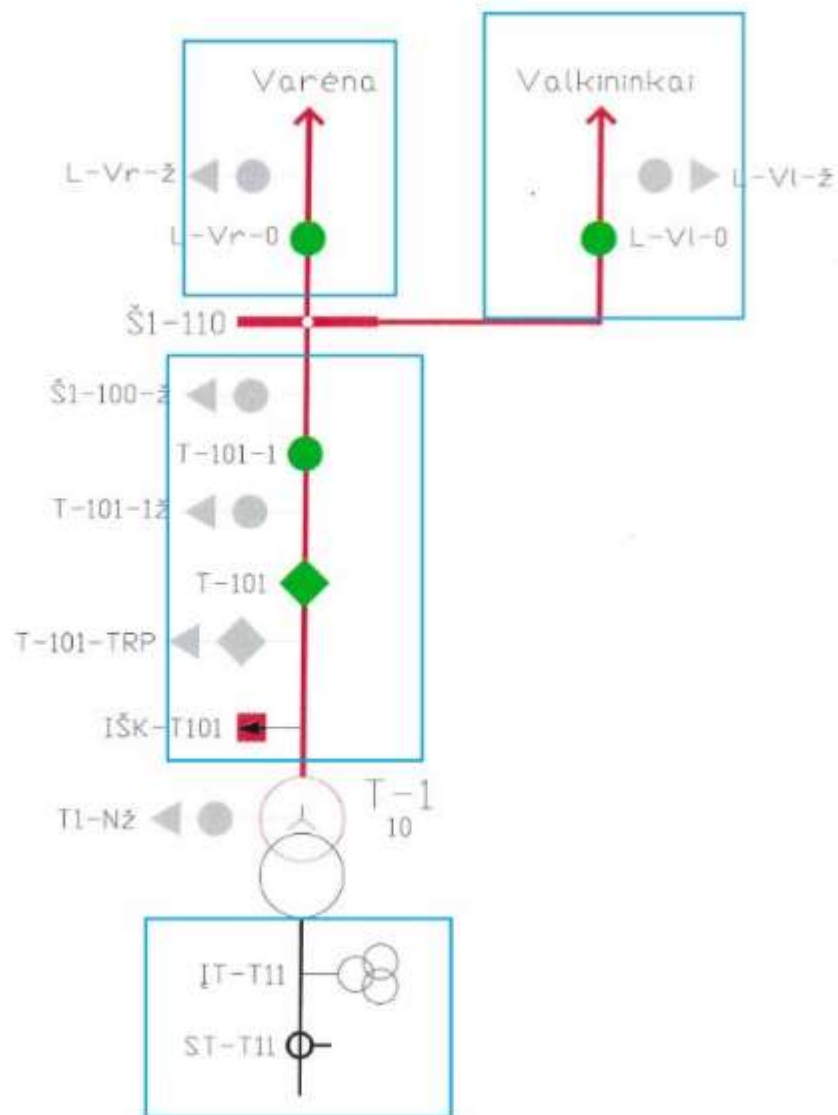 Varėna
Valkininkai
L-Vr-ž
L-Vl-ž
L-Vr-0
L-Vl-0
Š1-110
Š1-100-ž
T-101-1
T-101-1ž
T-101
T-101-TRP
IŠK-T101
T-1
10
T1-Nž
ĮT-T11
ST-T11